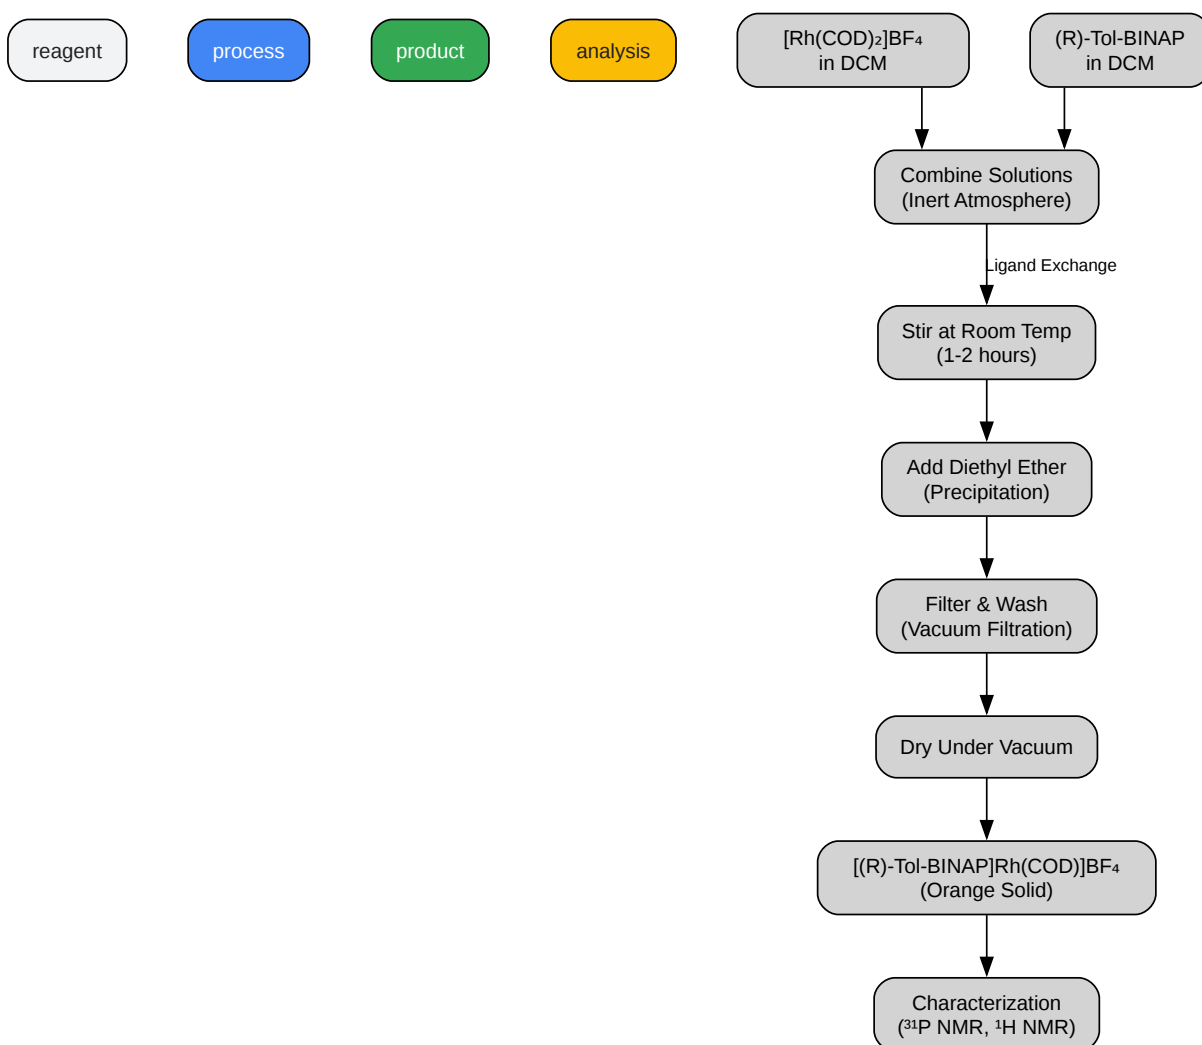 reagent
process
product
analysis
[Rh(COD)₂]BF₄
in DCM
(R)-Tol-BINAP
in DCM
Combine Solutions
(Inert Atmosphere)
Ligand Exchange
Stir at Room Temp
(1-2 hours)
Add Diethyl Ether
(Precipitation)
Filter & Wash
(Vacuum Filtration)
Dry Under Vacuum
[(R)-Tol-BINAP]Rh(COD)]BF₄
(Orange Solid)
Characterization
(³¹P NMR, ¹H NMR)